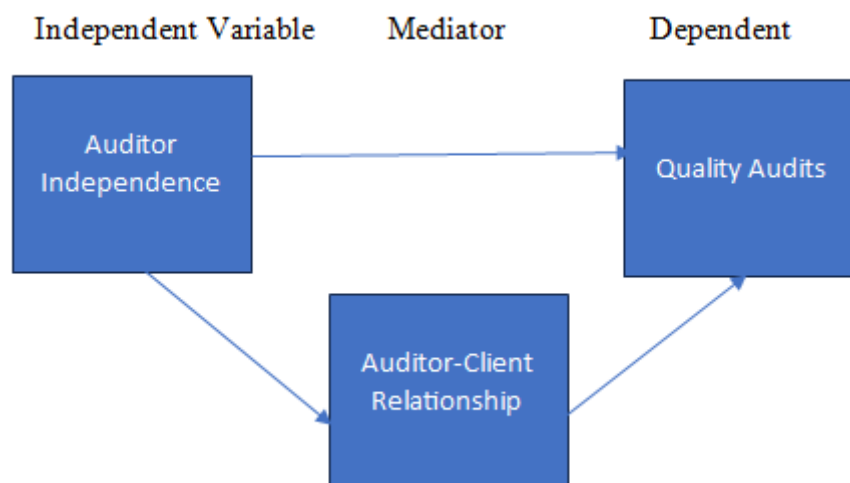 Independent Variable Mediator Dependent
Auditor
Independence
Quality Audits
Auditor-Client
Relationship